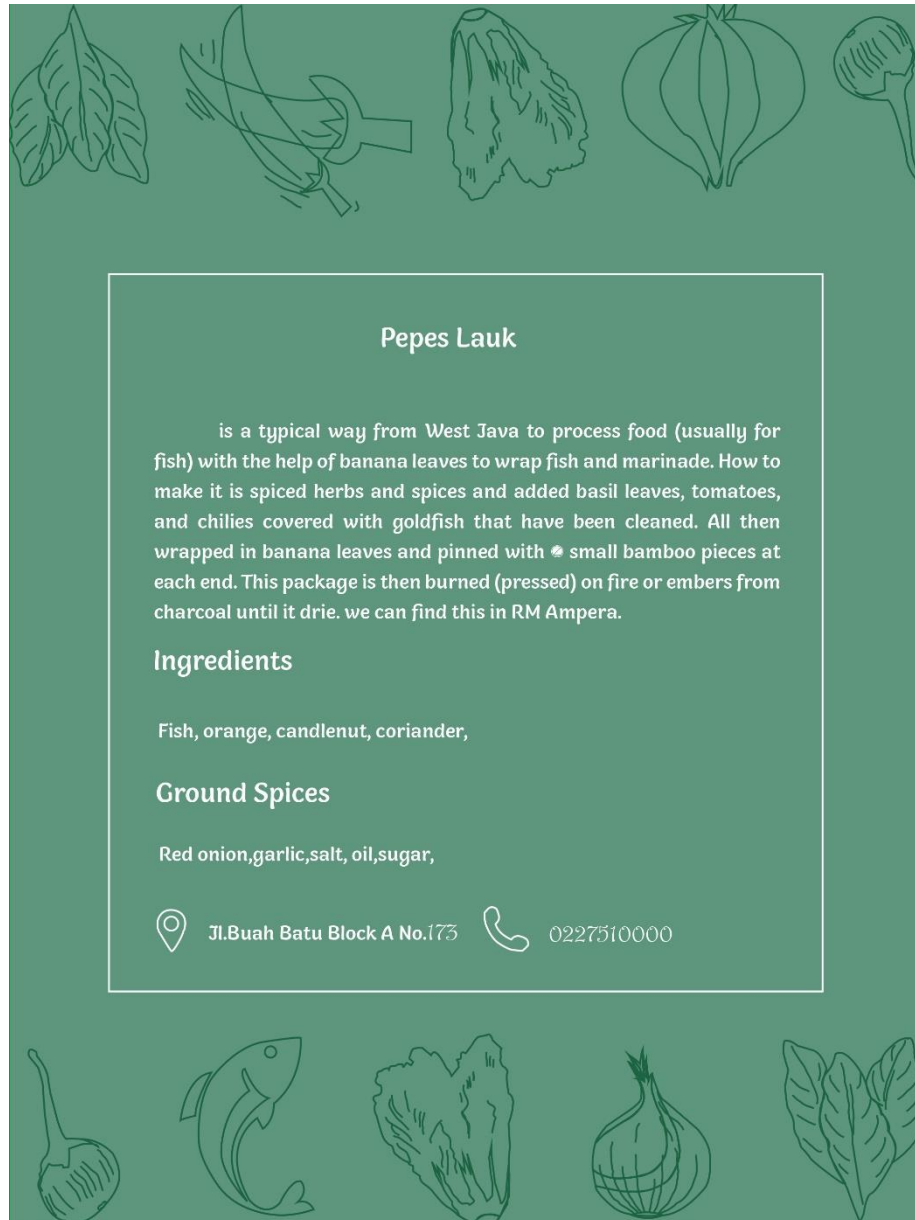 Pepes Lauk
is a typical way from West Java to process food (usually for
fish) with the help of banana leaves to wrap fish and marinade. How to
make it is spiced herbs and spices and added basil leaves, tomatoes,
and chilies covered with goldfish that have been cleaned. All then
wrapped in banana leaves and pinned with small bamboo pieces at
each end. This package is then burned (pressed) on fire or embers from
charcoal until it drie. we can find this in RM Ampera.
Ingredients
Fish, orange, candlenut, coriander,
Ground Spices
Red onion,garlic,salt, oil,sugar,
Jl.Buah Batu Block A No.173
0227510000